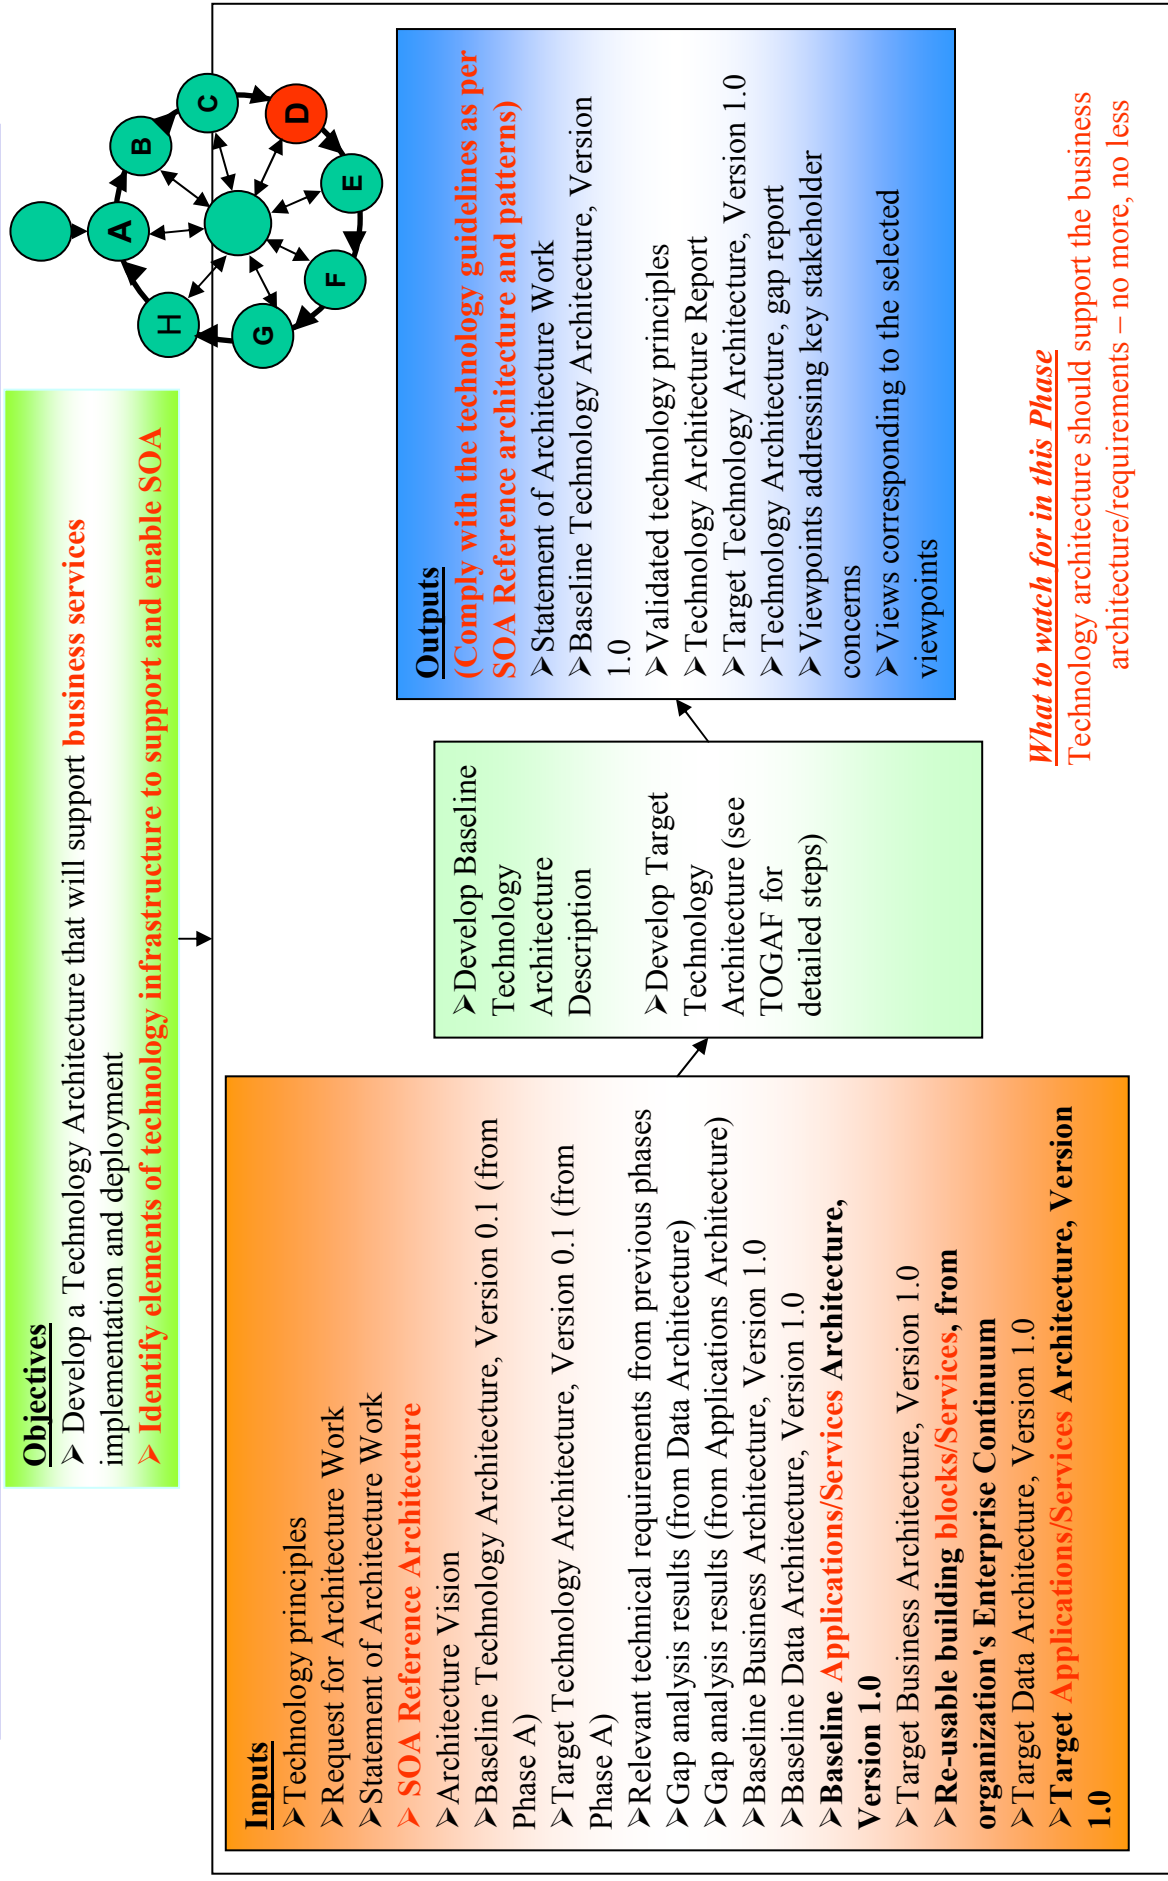 Objectives
➢ Develop a Technology Architecture that will support business services
implementation and deployment
➢ Identify elements of technology infrastructure to support and enable SOA
A
B
C
D
E
F
G
H
Inputs
➢Technology principles
➢Request for Architecture Work
➢Statement of Architecture Work
➢ SOA Reference Architecture
➢Architecture Vision
➢Baseline Technology Architecture, Version 0.1 (from
Phase A)
➢Target Technology Architecture, Version 0.1 (from
Phase A)
➢Relevant technical requirements from previous phases
➢Gap analysis results (from Data Architecture)
➢Gap analysis results (from Applications Architecture)
➢Baseline Business Architecture, Version 1.0
➢Baseline Data Architecture, Version 1.0
➢Baseline Applications/Services Architecture,
Version 1.0
➢Target Business Architecture, Version 1.0
➢Re-usable building blocks/Services, from
organization's Enterprise Continuum
➢Target Data Architecture, Version 1.0
➢Target Applications/Services Architecture, Version
1.0
➢Develop Baseline
Technology
Architecture
Description
➢Develop Target
Technology
Architecture (see
TOGAF for
detailed steps)
Outputs
(Comply with the technology guidelines as per
SOA Reference architecture and patterns)
➢Statement of Architecture Work
➢Baseline Technology Architecture, Version
1.0
➢Validated technology principles
➢Technology Architecture Report
➢Target Technology Architecture, Version 1.0
➢Technology Architecture, gap report
➢Viewpoints addressing key stakeholder
concerns
➢Views corresponding to the selected
viewpoints
What to watch for in this Phase
Technology architecture should support the business
architecture/requirements – no more, no less